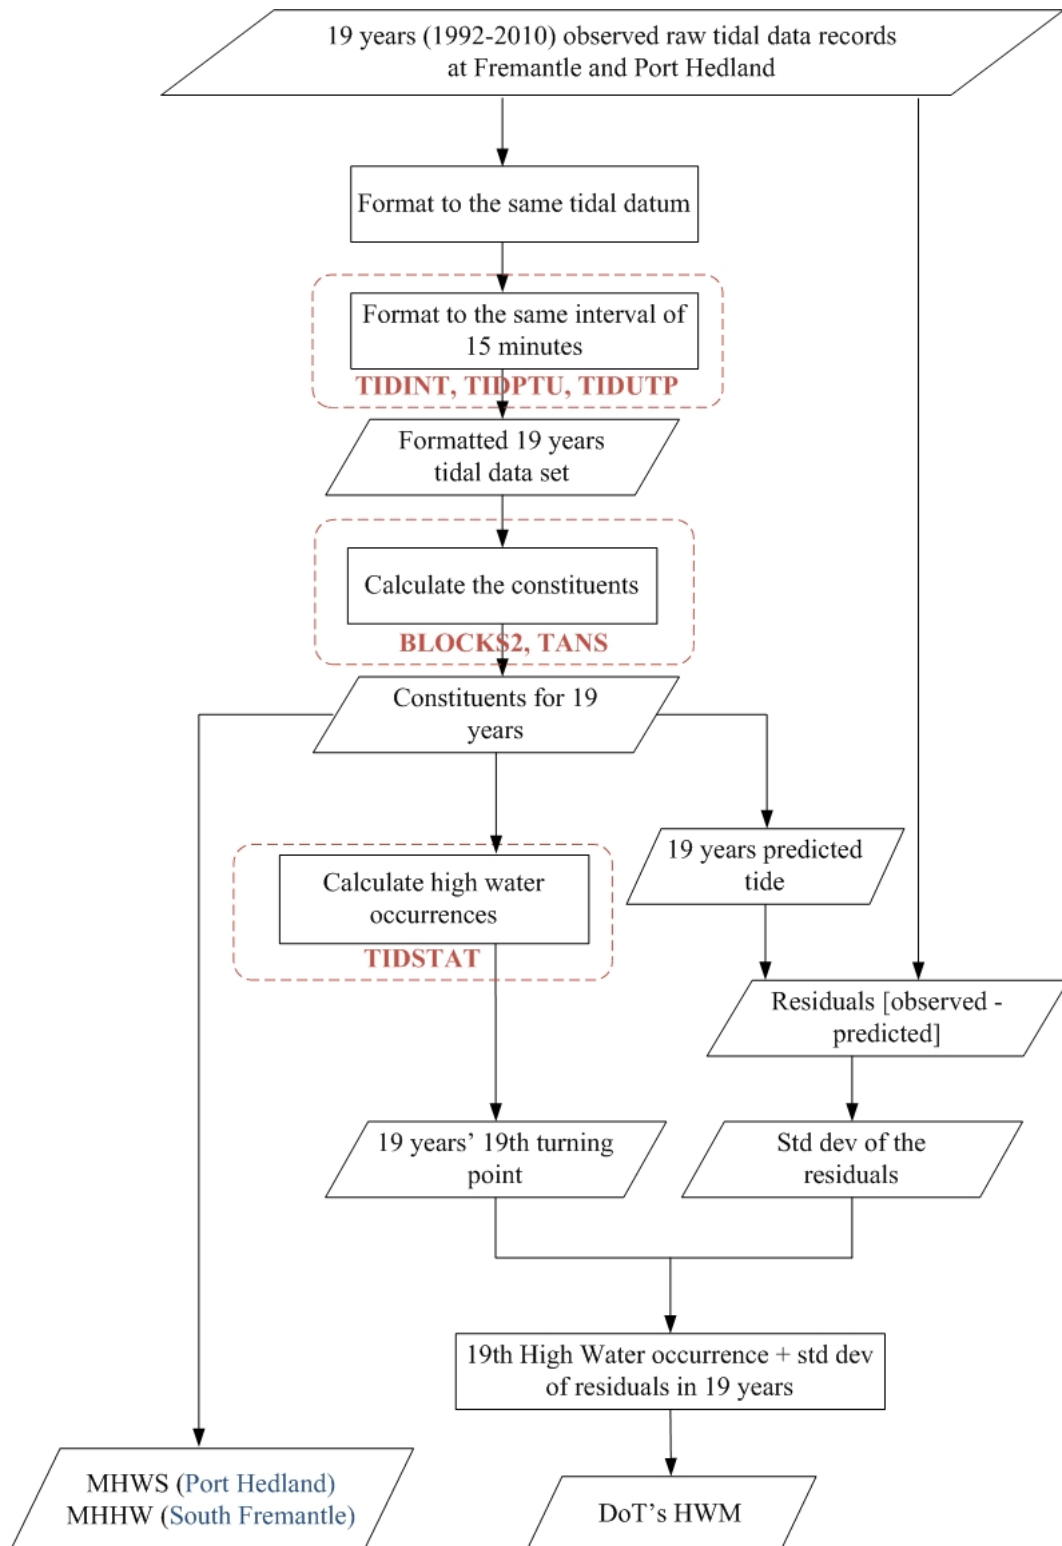 19 years (1992-2010) observed raw tidal data records
at Fremantle and Port Hedland
Format to the same tidal datum
Format to the same interval of
15 minutes
TIDINT, TIDPTU, TIDUTP
Formatted 19 years
tidal data set
Calculate the constituents
BLOCKS2, TANS
Constituents for 19
years
19 years predicted
tide
Calculate high water
occurrences
TIDSTAT
Residuals [observed -
predicted]
19 years’ 19th turning
point
Std dev of the
residuals
19th High Water occurrence + std dev
of residuals in 19 years
MHWS (Port Hedland)
MHHW (South Fremantle)
DoT’s HWM